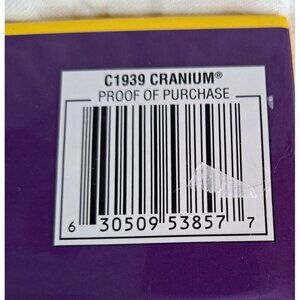 C1939 CRANIUM®
PROOF OF PURCHASE
6 30509 53857 7